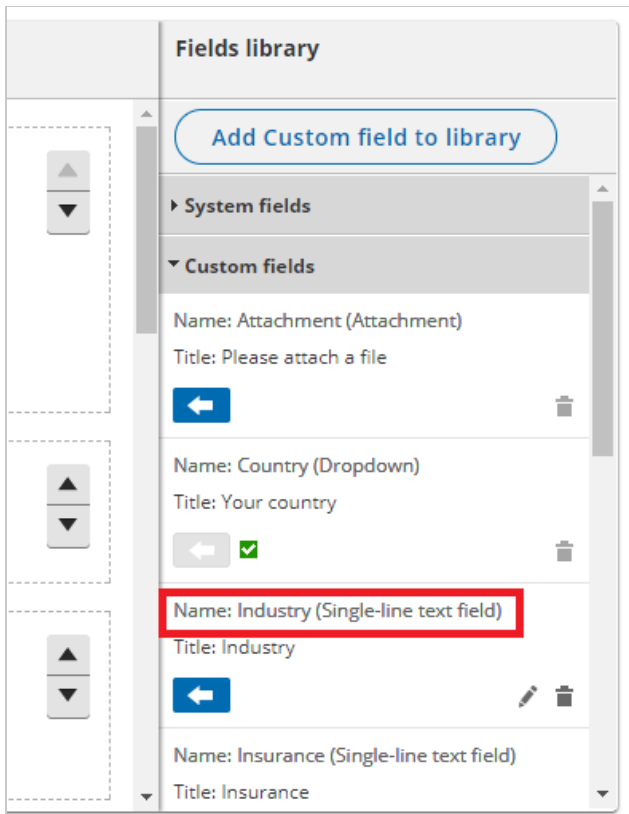 Fields library
Add Custom field to library
System fields
Custom fields
Name: Attachment (Attachment)
Title: Please attach a file
Name: Country (Dropdown)
Title: Your country
Name: Industry (Single-line text field)
Title: Industry
Name: Insurance (Single-line text field)
Title: Insurance